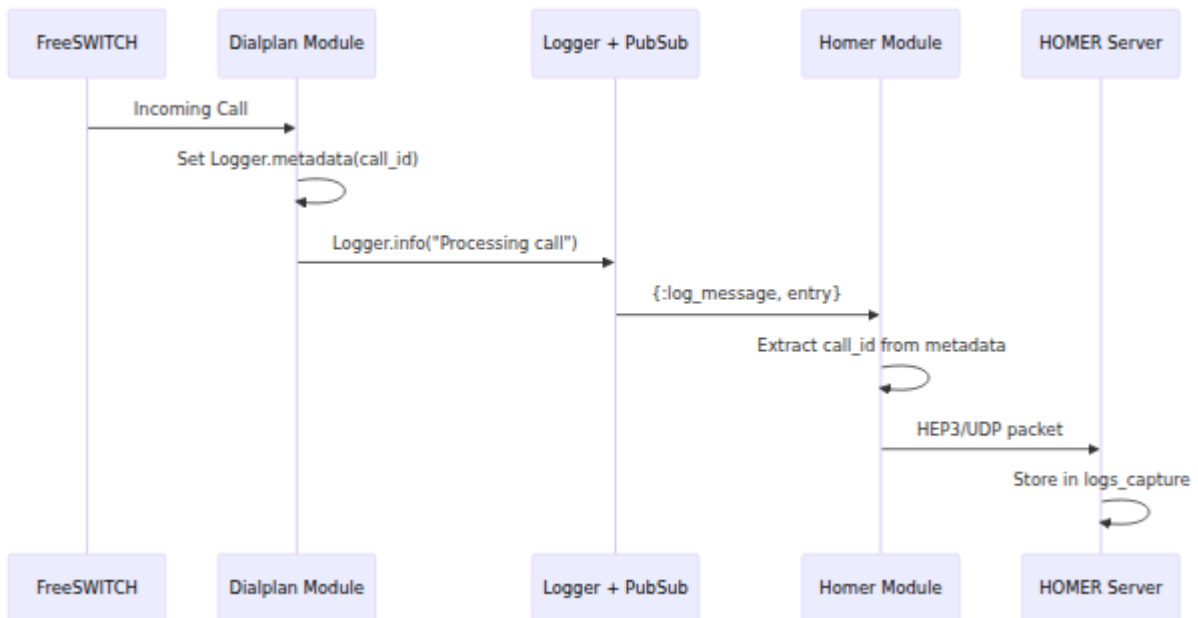 FreeSWITCH
Dialplan Module
Logger + PubSub
Homer Module
HOMER Server
Incoming Call
Set Logger.metadata(call_id)
Logger.info("Processing call")
{:log_message, entry}
Extract call_id from metadata
HEP3/UDP packet
Store in logs_capture
FreeSWITCH
Dialplan Module
Logger + PubSub
Homer Module
HOMER Server